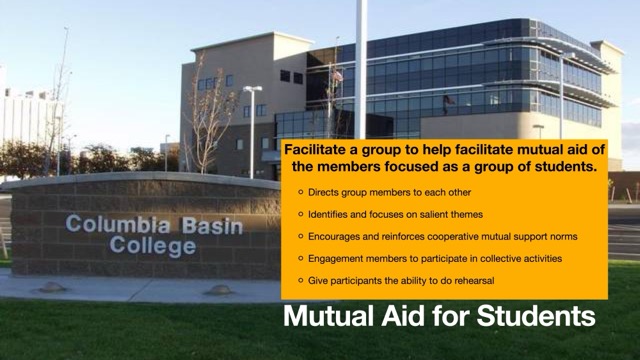 Facilitate a group to help facilitate mutual aid of
the members focused as a group of students.
Directs group members to each other
Identifies and focuses on salient themes
Encourages and reinforces cooperative mutual support norms
Engagement members to participate in collective activities
Give participants the ability to do rehearsal
Columbia Basin
College
Mutual Aid for Students